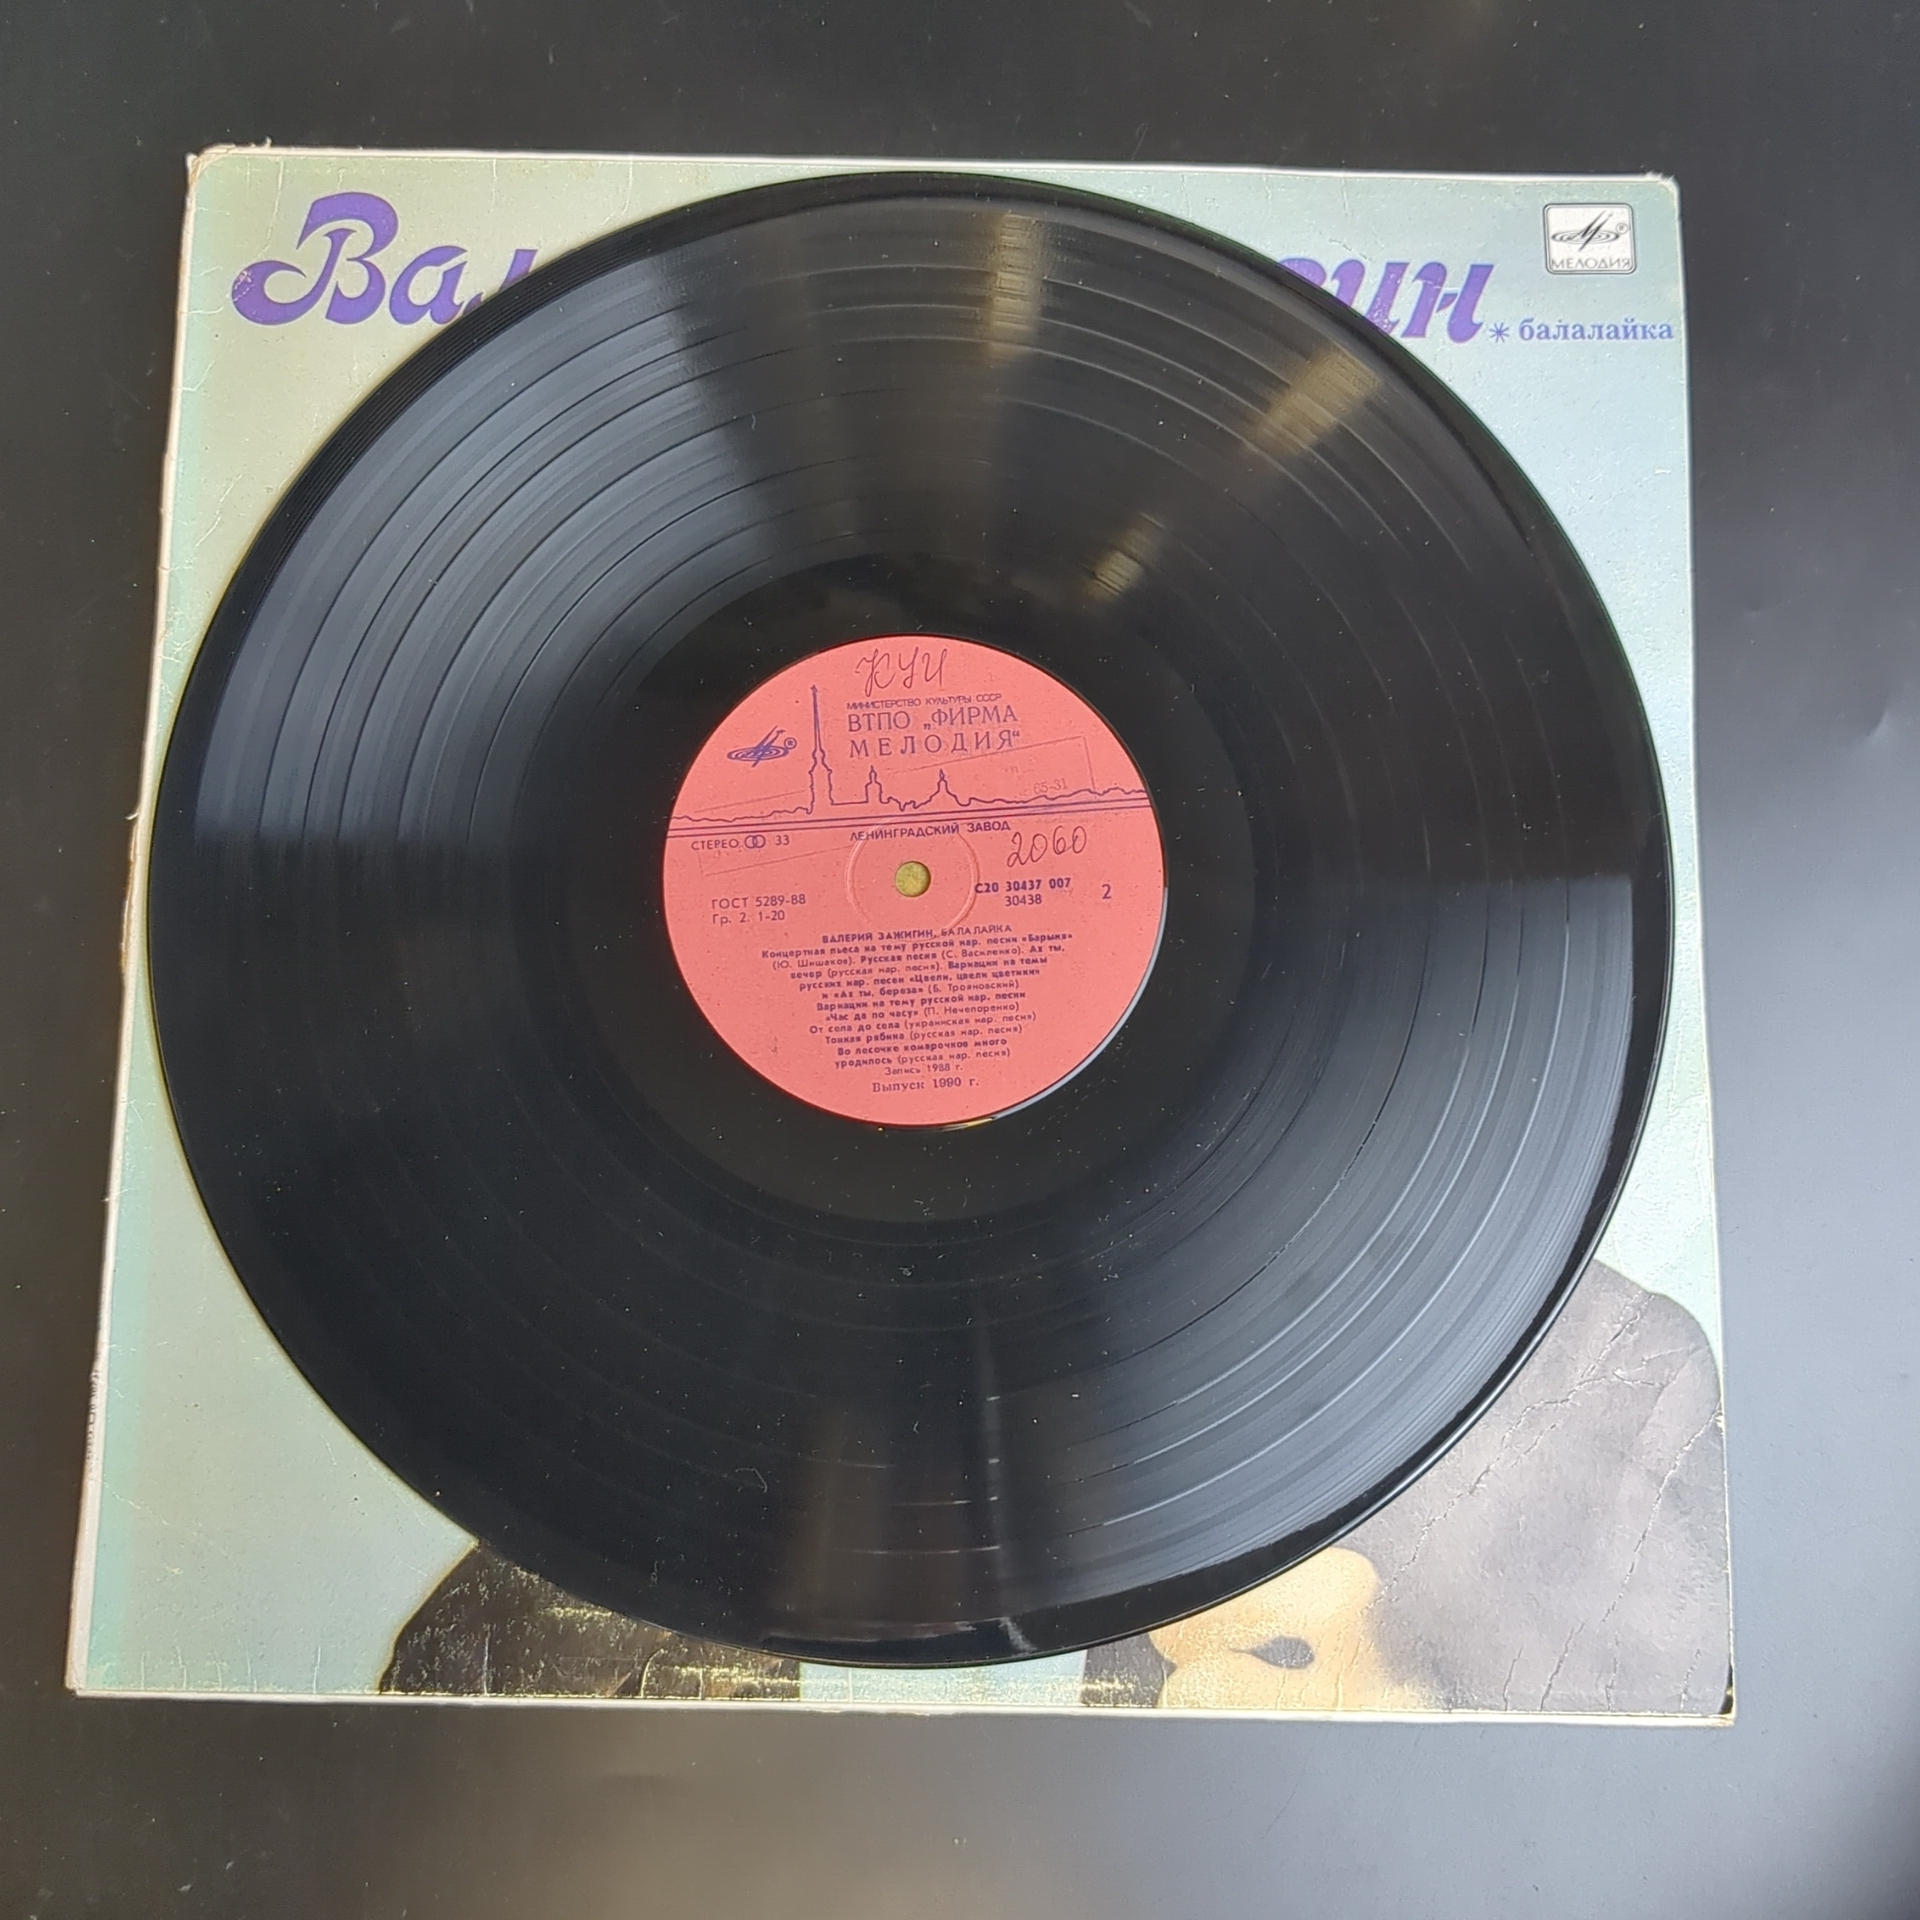 Вал
гин
* балалайка
МЕЛОДИЯ
КУИ
МИНИСТЕРСТВО КУЛЬТУРЫ СССР
ВТПО „ФИРМА
МЕЛОДИЯ“
65-31
СТЕРЕО 33
ЛЕНИНГРАДСКИЙ ЗАВОД
2060
ГОСТ 5289-88
Гр. 2. 1-20
С20 30437 007
30438
2
ВАЛЕРИЙ ЗАЖИГИН, БАЛАЛАЙКА
Концертная пьеса на тему русской нар. песни «Барыня»
(Ю. Шишаков). Русская песня (С. Василенко). Ах ты,
вечер (русская нар. песня). Вариации на темы
русских нар. песен «Цвели, цвели цветики»
и «Ах ты, береза» (Б. Трояновский)
Вариации на тему русской нар. песни
«Час да по часу» (П. Нечепоренко)
От села до села (украинская нар. песня)
Тонкая рябина (русская нар. песня)
Во лесочке комарочков много
уродилось (русская нар. песня)
Запись 1988 г.
Выпуск 1990 г.